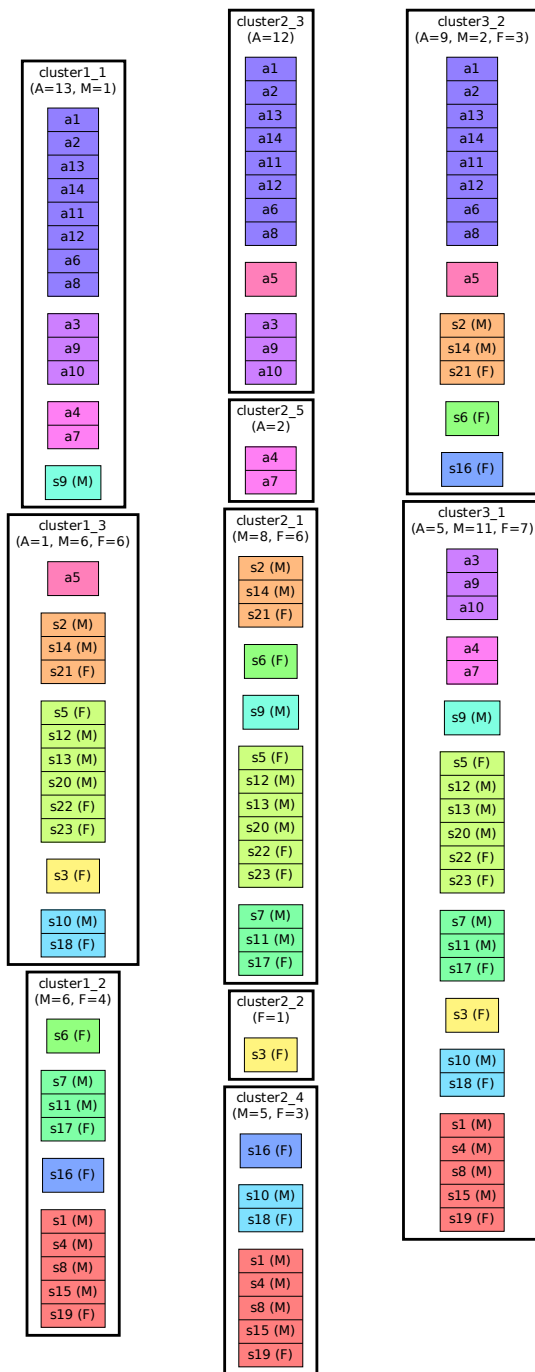 cluster1_1
(A=13, M=1)
a1
a2
a13
a14
a11
a12
a6
a8
a3
a9
a10
a4
a7
s9 (M)
cluster1_3
(A=1, M=6, F=6)
a5
s2 (M)
s14 (M)
s21 (F)
s5 (F)
s12 (M)
s13 (M)
s20 (M)
s22 (F)
s23 (F)
s3 (F)
s10 (M)
s18 (F)
cluster1_2
(M=6, F=4)
s6 (F)
s7 (M)
s11 (M)
s17 (F)
s16 (F)
s1 (M)
s4 (M)
s8 (M)
s15 (M)
s19 (F)
cluster2_3
(A=12)
a1
a2
a13
a14
a11
a12
a6
a8
a5
a3
a9
a10
cluster2_5
(A=2)
a4
a7
cluster2_1
(M=8, F=6)
s2 (M)
s14 (M)
s21 (F)
s6 (F)
s9 (M)
s5 (F)
s12 (M)
s13 (M)
s20 (M)
s22 (F)
s23 (F)
s7 (M)
s11 (M)
s17 (F)
cluster2_2
(F=1)
s3 (F)
cluster2_4
(M=5, F=3)
s16 (F)
s10 (M)
s18 (F)
s1 (M)
s4 (M)
s8 (M)
s15 (M)
s19 (F)
cluster3_2
(A=9, M=2, F=3)
a1
a2
a13
a14
a11
a12
a6
a8
a5
s2 (M)
s14 (M)
s21 (F)
s6 (F)
s16 (F)
cluster3_1
(A=5, M=11, F=7)
a3
a9
a10
a4
a7
s9 (M)
s5 (F)
s12 (M)
s13 (M)
s20 (M)
s22 (F)
s23 (F)
s7 (M)
s11 (M)
s17 (F)
s3 (F)
s10 (M)
s18 (F)
s1 (M)
s4 (M)
s8 (M)
s15 (M)
s19 (F)